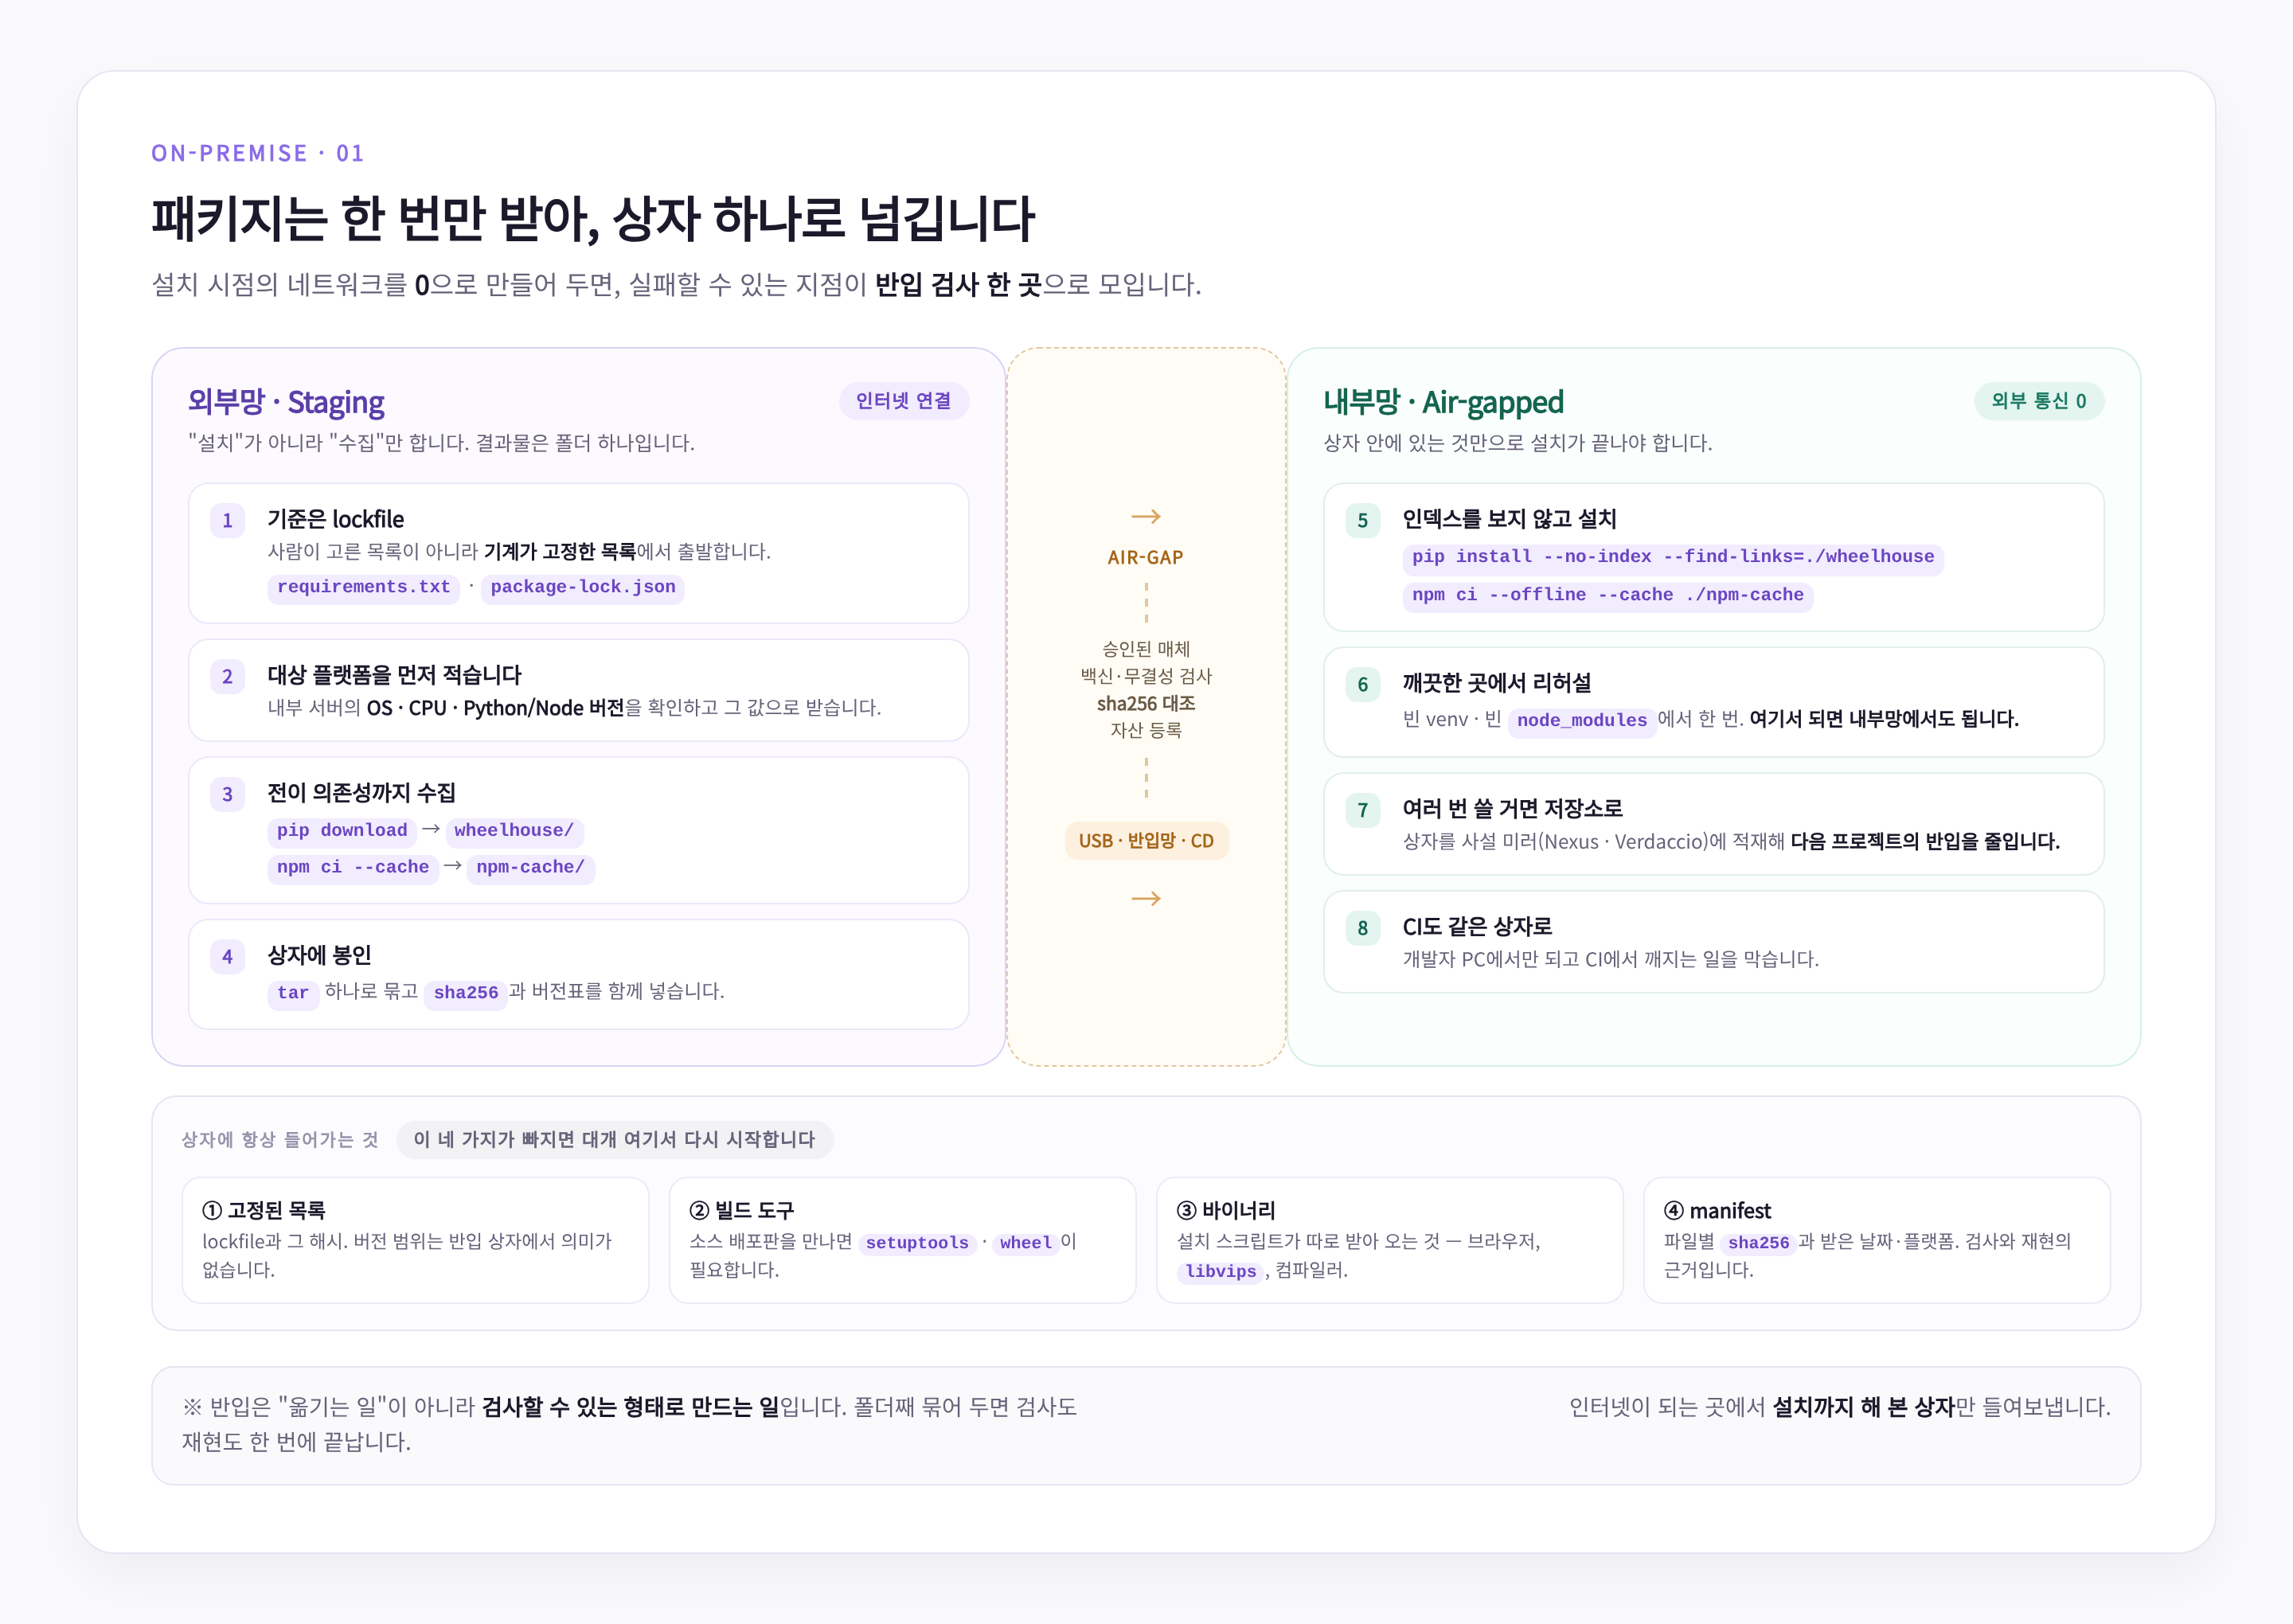 ON-PREMISE · 01
패키지는 한 번만 받아, 상자 하나로 넘깁니다
설치 시점의 네트워크를 0으로 만들어 두면, 실패할 수 있는 지점이 반입 검사 한 곳으로 모입니다.
외부망 · Staging
인터넷 연결
"설치"가 아니라 "수집"만 합니다. 결과물은 폴더 하나입니다.
1 기준은 lockfile
사람이 고른 목록이 아니라 기계가 고정한 목록에서 출발합니다.
requirements.txt · package-lock.json
2 대상 플랫폼을 먼저 적습니다
내부 서버의 OS · CPU · Python/Node 버전을 확인하고 그 값으로 받습니다.
3 전이 의존성까지 수집
pip download → wheelhouse/
npm ci --cache → npm-cache/
4 상자에 봉인
tar 하나로 묶고 sha256과 버전표를 함께 넣습니다.
→
AIR-GAP
승인된 매체
백신·무결성 검사
sha256 대조
자산 등록
USB · 반입망 · CD
→
내부망 · Air-gapped
외부 통신 0
상자 안에 있는 것만으로 설치가 끝나야 합니다.
5 인덱스를 보지 않고 설치
pip install --no-index --find-links=./wheelhouse
npm ci --offline --cache ./npm-cache
6 깨끗한 곳에서 리허설
빈 venv · 빈 node_modules에서 한 번. 여기서 되면 내부망에서도 됩니다.
7 여러 번 쓸 거면 저장소로
상자를 사설 미러(Nexus · Verdaccio)에 적재해 다음 프로젝트의 반입을 줄입니다.
8 CI도 같은 상자로
개발자 PC에서만 되고 CI에서 깨지는 일을 막습니다.
상자에 항상 들어가는 것
이 네 가지가 빠지면 대개 여기서 다시 시작합니다
① 고정된 목록
lockfile과 그 해시. 버전 범위는 반입 상자에서 의미가
없습니다.
② 빌드 도구
소스 배포판을 만나면 setuptools · wheel이
필요합니다.
③ 바이너리
설치 스크립트가 따로 받아 오는 것 — 브라우저,
libvips, 컴파일러.
④ manifest
파일별 sha256과 받은 날짜·플랫폼. 검사와 재현의
근거입니다.
※ 반입은 "옮기는 일"이 아니라 검사할 수 있는 형태로 만드는 일입니다. 폴더째 묶어 두면 검사도
재현도 한 번에 끝납니다.
인터넷이 되는 곳에서 설치까지 해 본 상자만 들여보냅니다.